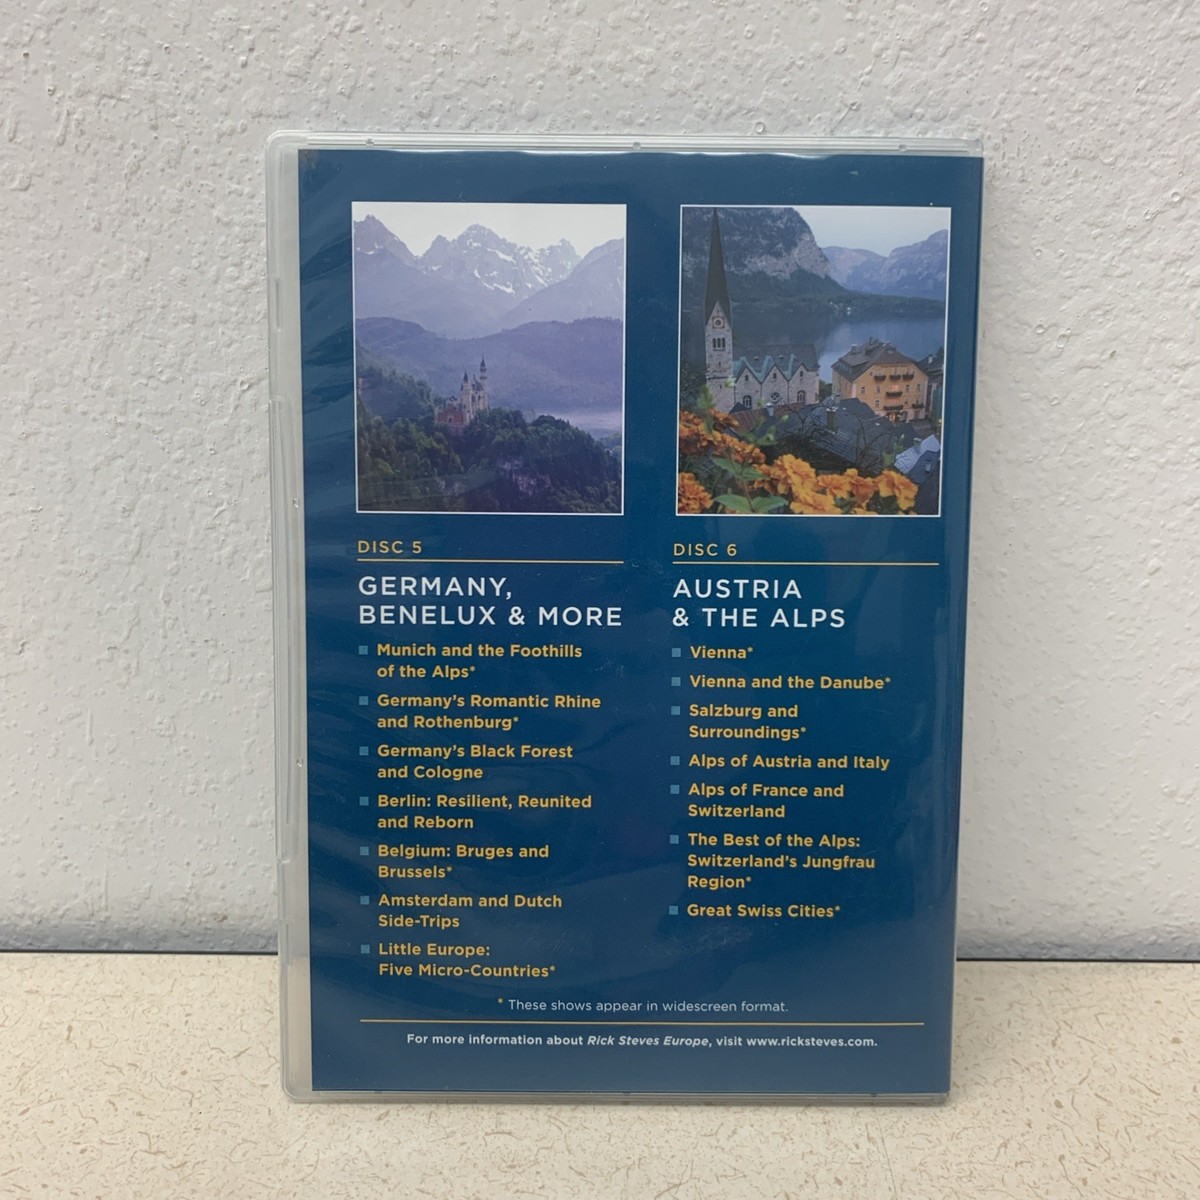 DISC 5
GERMANY,
BENELUX & MORE
Munich and the Foothills
of the Alps*
Germany's Romantic Rhine
and Rothenburg*
Germany's Black Forest
and Cologne
Berlin: Resilient, Reunited
and Reborn
Belgium: Bruges and
Brussels*
Amsterdam and Dutch
Side-Trips
Little Europe:
Five Micro-Countries*
DISC 6
AUSTRIA
& THE ALPS
Vienna*
Vienna and the Danube*
Salzburg and
Surroundings*
Alps of Austria and Italy
Alps of France and
Switzerland
The Best of the Alps:
Switzerland's Jungfrau
Region*
Great Swiss Cities*
* These shows appear in widescreen format.
For more information about Rick Steves Europe, visit www.ricksteves.com.